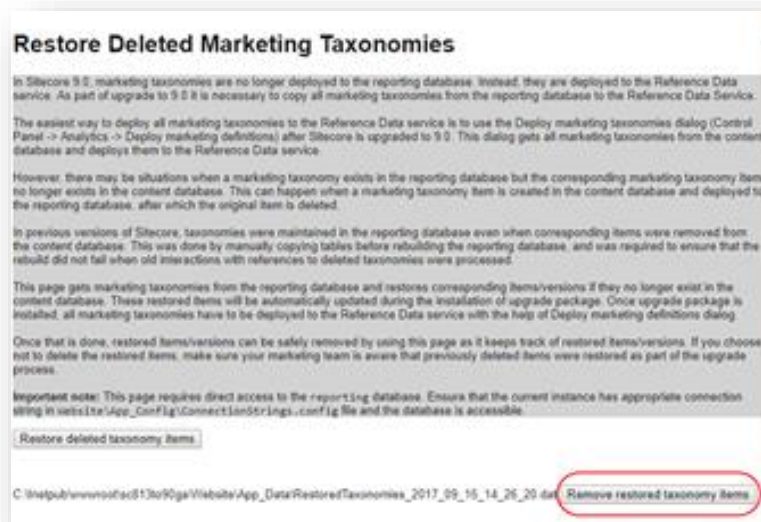 Restore Deleted Marketing Taxonomies
In Sitecore 9.0, marketing taxonomies are no longer deployed to the reporting database. Instead, they are deployed to the Reference Data
service. As part of upgrade to 9.0 it is necessary to copy all marketing taxonomies from the reporting database to the Reference Data Service.
The easiest way to deploy all marketing taxonomies to the Reference Data service is to use the Deploy marketing taxonomies dialog (Control
Panel -> Analytics -> Deploy marketing definitions) after Sitecore is upgraded to 9.0. This dialog gets all marketing taxonomies from the content
database and deploys them to the Reference Data service.
However, there may be situations when a marketing taxonomy exists in the reporting database but the corresponding marketing taxonomy item
no longer exists in the content database. This can happen when a marketing taxonomy item is created in the content database and deployed to
the reporting database, after which the original item is deleted.
In previous versions of Sitecore, taxonomies were maintained in the reporting database even when corresponding items were removed from
the content database. This was done by manually copying tables before rebuilding the reporting database, and was required to ensure that the
rebuild did not fail when old interactions with references to deleted taxonomies were processed.
This page gets marketing taxonomies from the reporting database and restores corresponding items/versions if they no longer exist in the
content database. These restored items will be automatically updated during the installation of upgrade package. Once upgrade package is
installed, all marketing taxonomies have to be deployed to the Reference Data service with the help of Deploy marketing definitions dialog.
Once that is done, restored items/versions can be safely removed by using this page as it keeps track of restored items/versions. If you choose
not to delete the restored items, make sure your marketing team is aware that previously deleted items were restored as part of the upgrade
process.
Important note: This page requires direct access to the reporting database. Ensure that the current instance has appropriate connection
string in website\App_Config\ConnectionStrings.config file and the database is accessible.
Restore deleted taxonomy items
C:\Inetpub\wwwroot\sc813to90ga\Website\App_Data\RestoredTaxonomies_2017_09_15_14_26_20.dat Remove restored taxonomy items